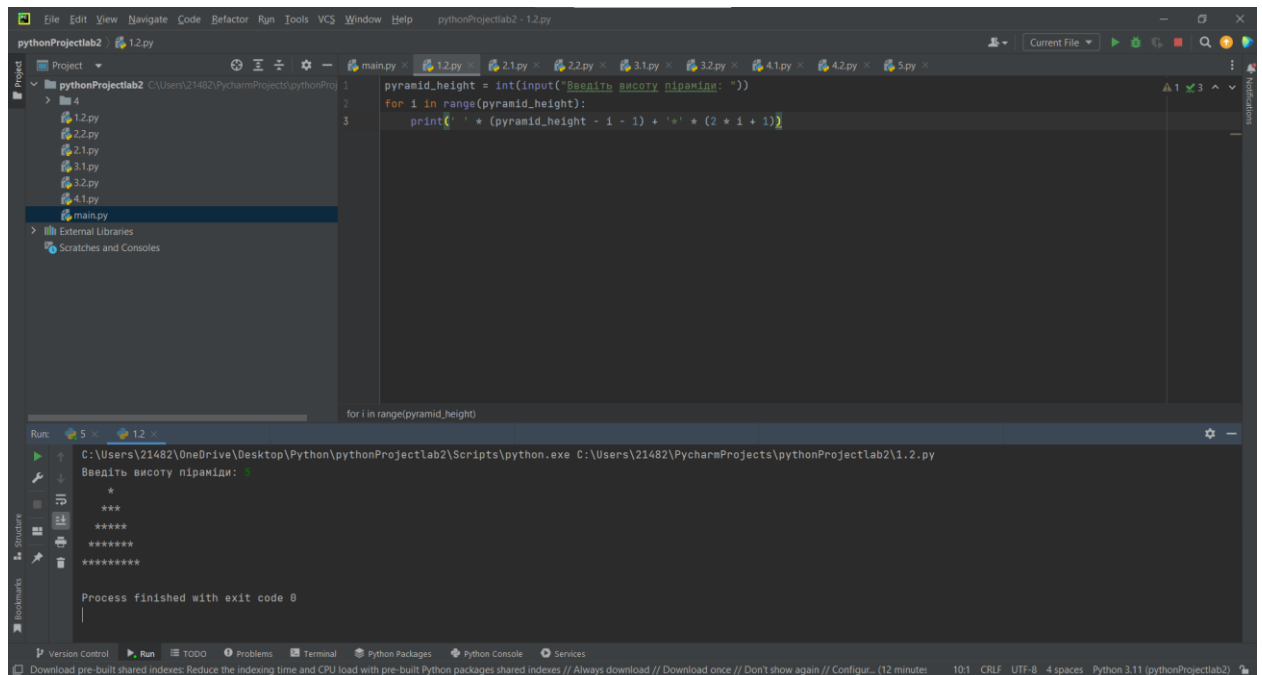 File Edit View Navigate Code Refactor Run Tools VCS Window Help pythonProjectlab2 - 1.2.py
pythonProjectlab2 1.2.py Current File
Project main.py 1.2.py 2.1.py 2,2.py 3.1.py 3.2.py 4.1.py 4.2.py 5.py
pythonProjectlab2 C:\Users\21482\PycharmProjects\pythonProj
4
1.2.py
2,2.py
2.1.py
3.1.py
3.2.py
4.1.py
main.py
External Libraries
Scratches and Consoles
1 pyramid_height = int(input("Введіть висоту піраміди: "))
2 for i in range(pyramid_height):
3 print(' ' * (pyramid_height - i - 1) + '*' * (2 * i + 1))
1 3
for i in range(pyramid_height)
Project
Notifications
Structure
Bookmarks
Run: 5 1.2
C:\Users\21482\OneDrive\Desktop\Python\pythonProjectlab2\Scripts\python.exe C:\Users\21482\PycharmProjects\pythonProjectlab2\1.2.py
Введіть висоту піраміди: 5
*
***
*****
*******
*********
Process finished with exit code 0
Version Control Run TODO Problems Terminal Python Packages Python Console Services
Download pre-built shared indexes: Reduce the indexing time and CPU load with pre-built Python packages shared indexes // Always download // Download once // Don't show again // Configur... (12 minutes 10:1 CRLF UTF-8 4 spaces Python 3.11 (pythonProjectlab2)